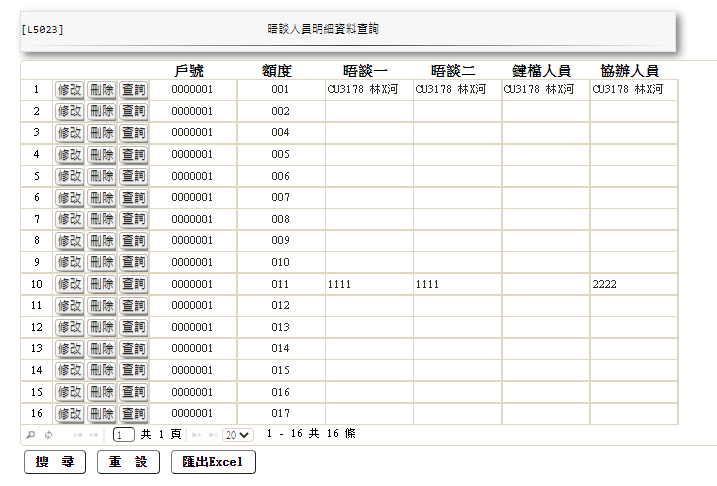 [L5023] 晤談人員明細資料查詢
戶號 額度 晤談一 晤談二 鍵檔人員 協辦人員
1 修改 刪除 查詢 0000001 001 CU3178 林X河 CU3178 林X河 CU3178 林X河 CU3178 林X河
2 修改 刪除 查詢 0000001 002
3 修改 刪除 查詢 0000001 004
4 修改 刪除 查詢 0000001 005
5 修改 刪除 查詢 0000001 006
6 修改 刪除 查詢 0000001 007
7 修改 刪除 查詢 0000001 008
8 修改 刪除 查詢 0000001 009
9 修改 刪除 查詢 0000001 010
10 修改 刪除 查詢 0000001 011 1111 1111 2222
11 修改 刪除 查詢 0000001 012
12 修改 刪除 查詢 0000001 013
13 修改 刪除 查詢 0000001 014
14 修改 刪除 查詢 0000001 015
15 修改 刪除 查詢 0000001 016
16 修改 刪除 查詢 0000001 017
1 共 1 頁 20 1 - 16 共 16 條
搜 尋 重 設 匯出Excel